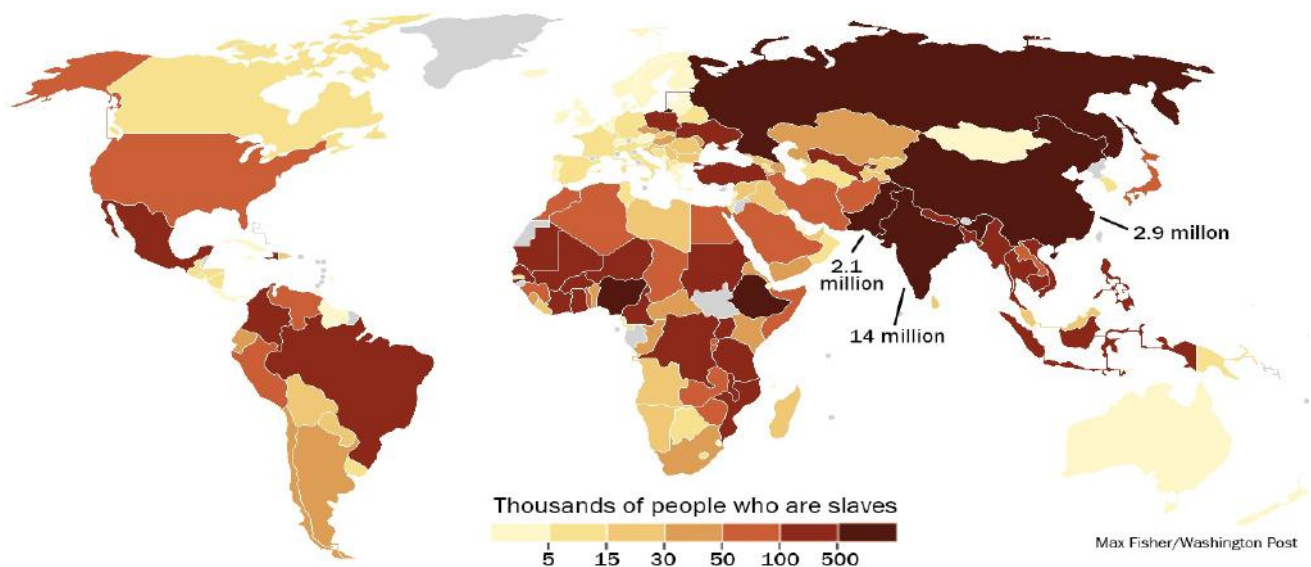 2.9 millon
2.1
million
14 million
Thousands of people who are slaves
5 15 30 50 100 500
Max Fisher/Washington Post